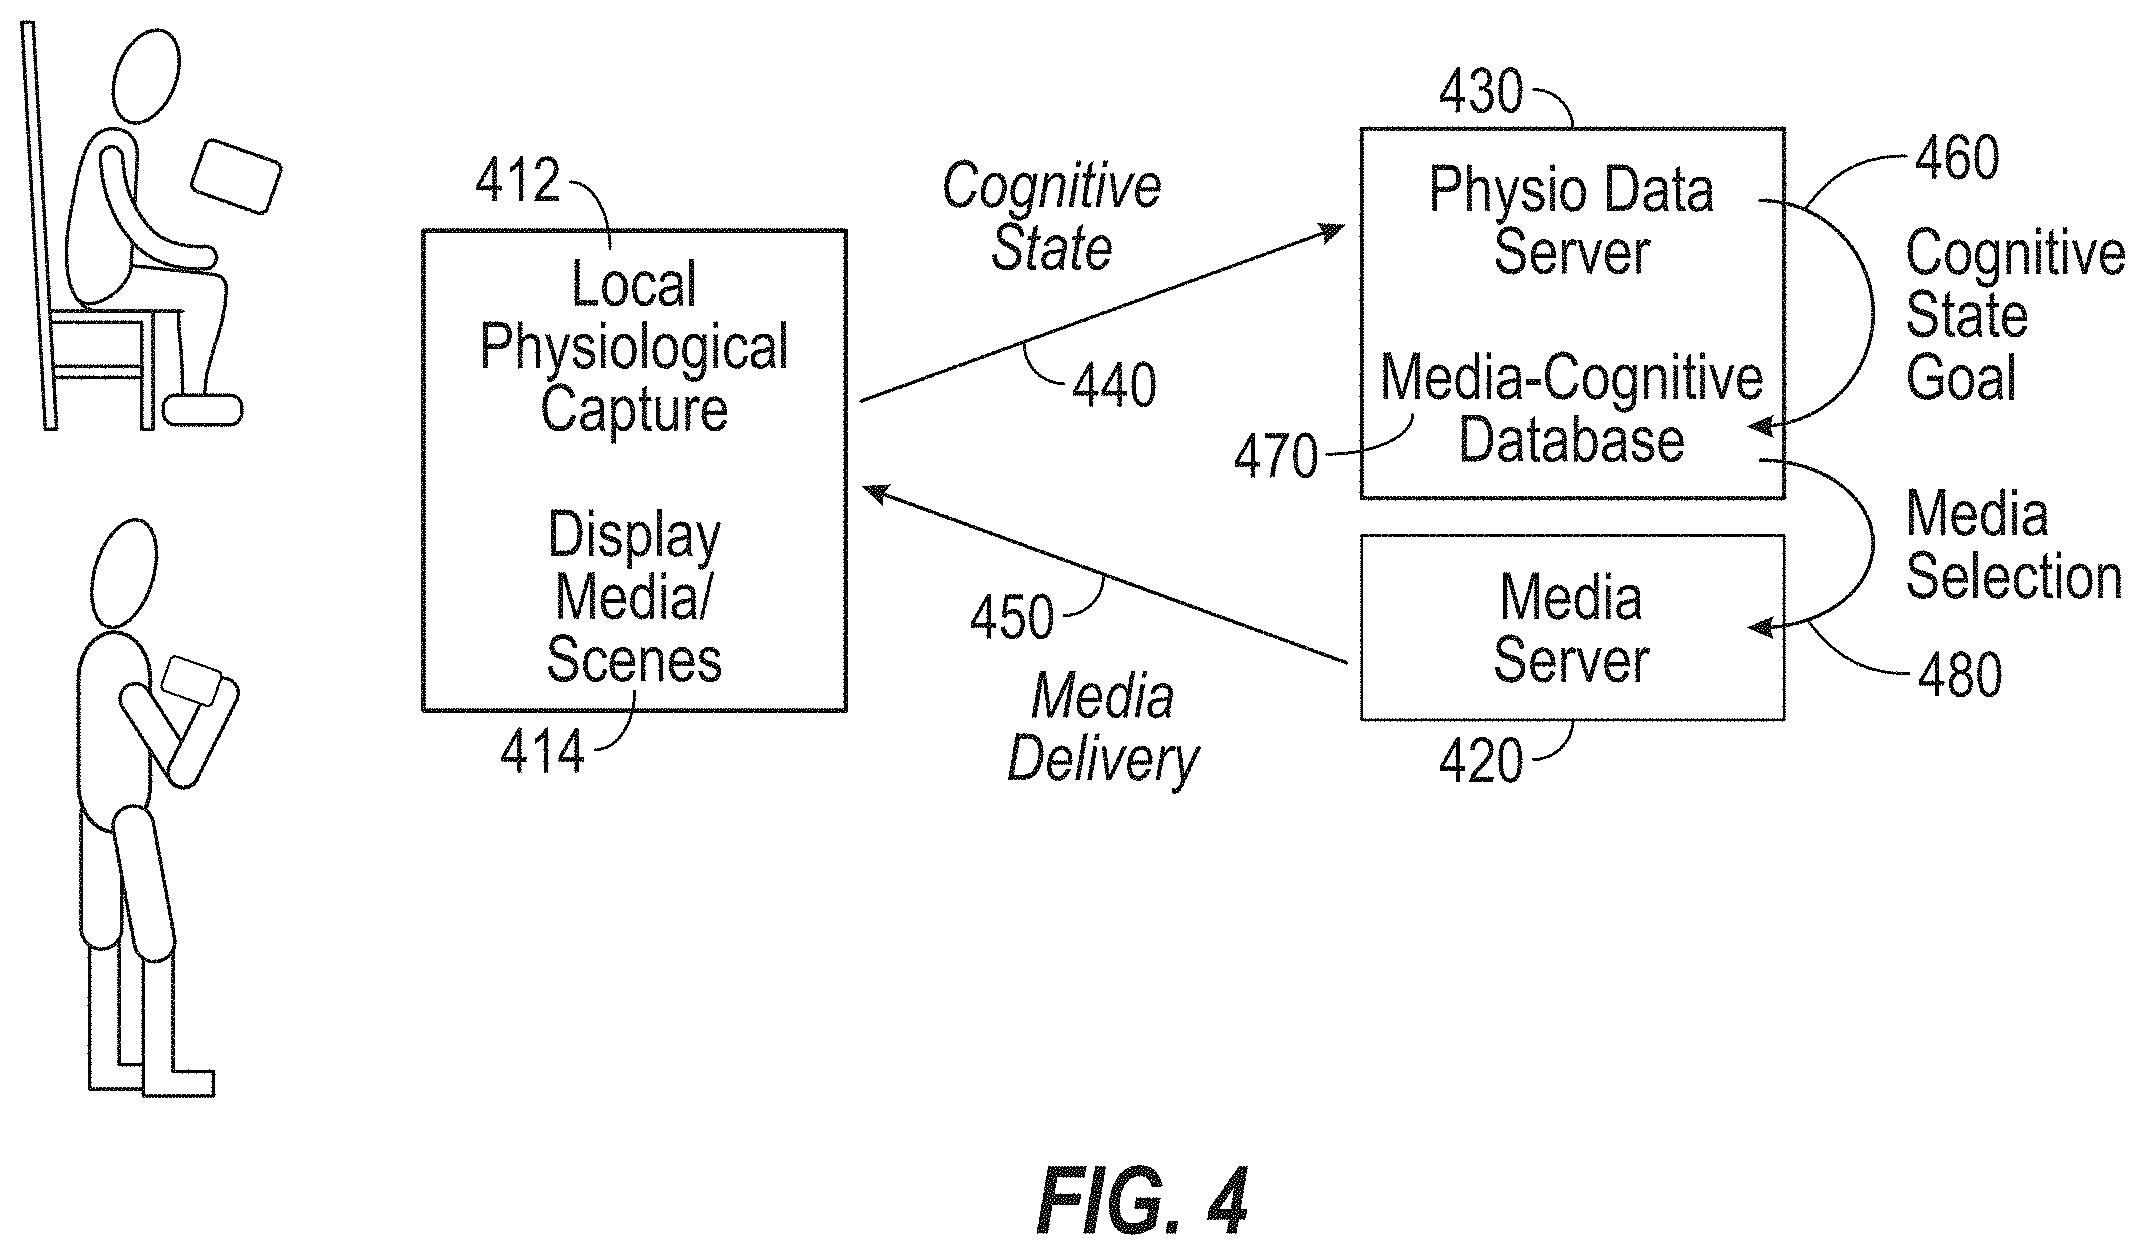 412
Local
Physiological
Capture
Display
Media/
Scenes
414
Cognitive
State
440
450
Media
Delivery
430
Physio Data
Server
Media-Cognitive
Database
470
460
Cognitive
State
Goal
Media
Selection
480
Media
Server
420
FIG. 4